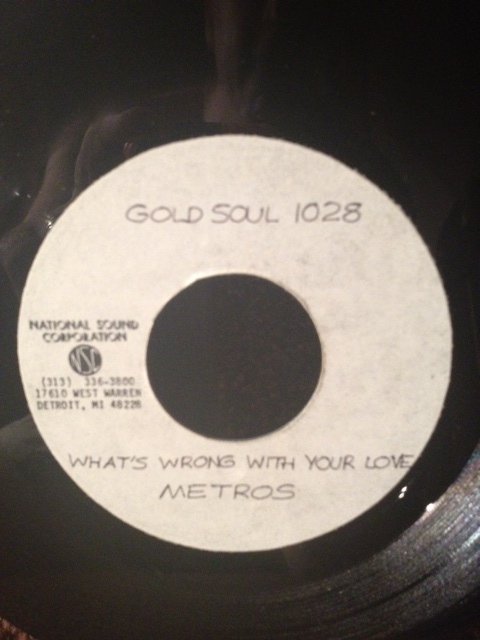 GOLD SOUL 1028
NATIONAL SOUND
CORPORATION
NSC
(313) 336-3800
17610 WEST WARREN
DETROIT, MI 48228
WHAT'S WRONG WITH YOUR LOVE
METROS